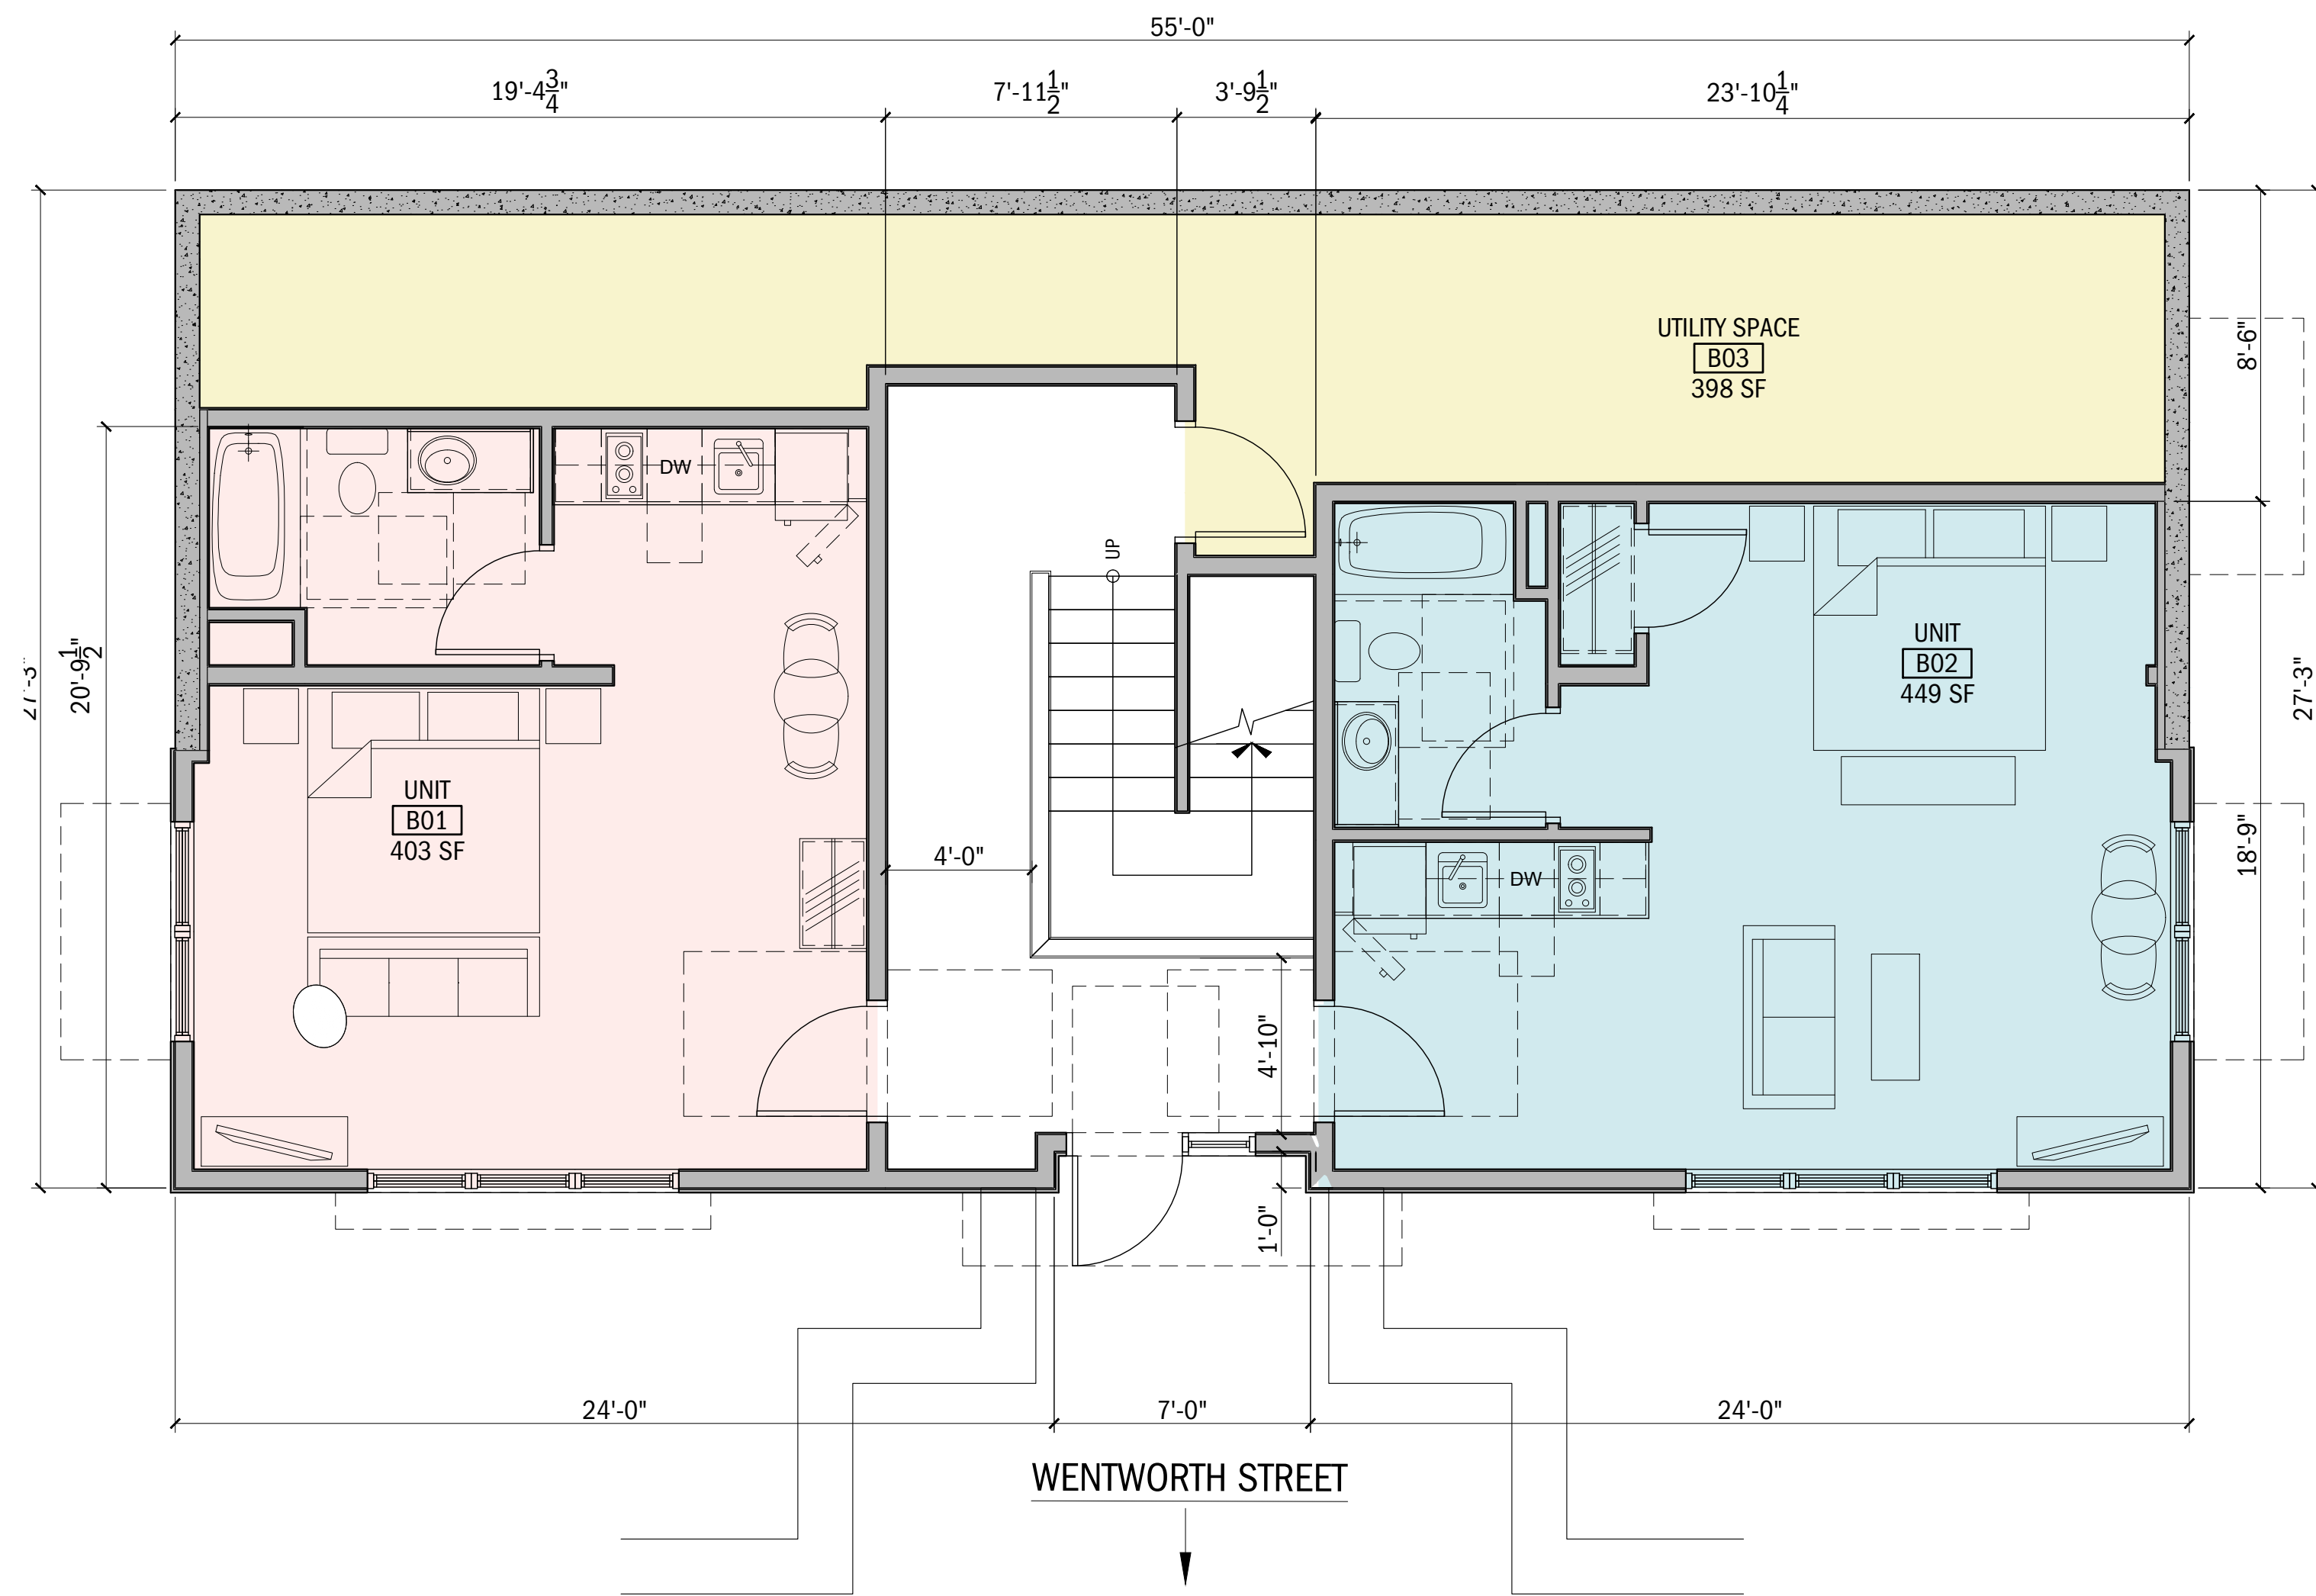 55'-0"
19'-4 3/4"
7'-11 1/2"
3'-9 1/2"
23'-10 1/4"
UTILITY SPACE
B03
398 SF
8'-6"
DW
UP
20'-9 1/2"
27'-3"
UNIT
B02
449 SF
27'-3"
UNIT
B01
403 SF
4'-0"
DW
18'-9"
4'-10"
1'-0"
24'-0"
7'-0"
24'-0"
WENTWORTH STREET